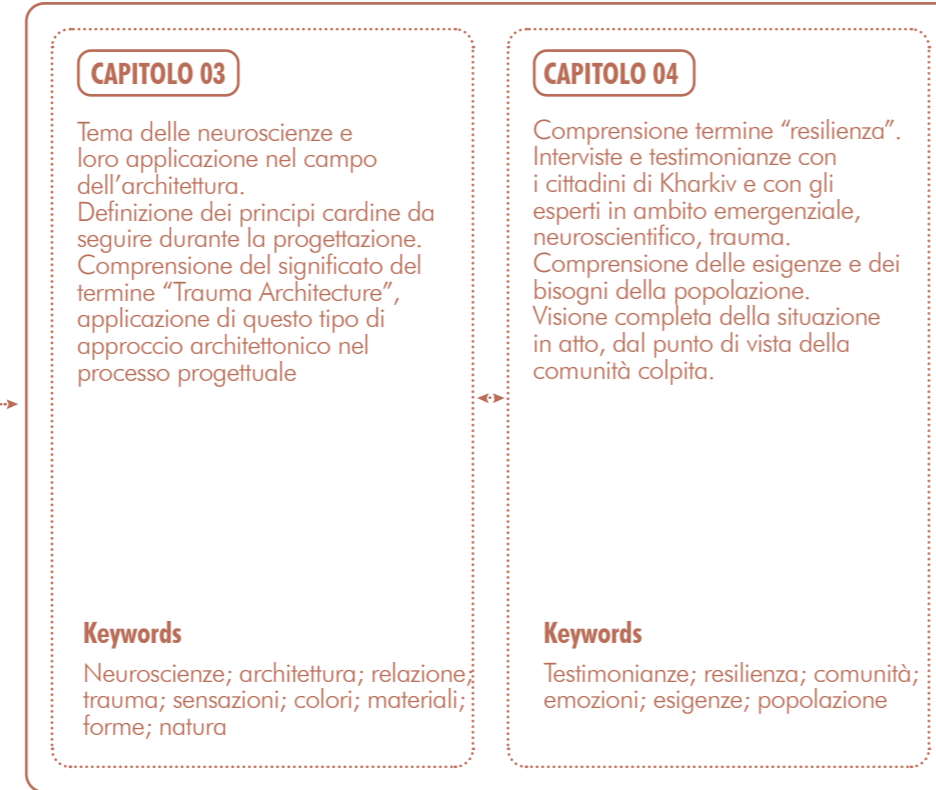 CAPITOLO 03
Tema delle neuroscienze e
loro applicazione nel campo
dell’architettura.
Definizione dei principi cardine da
seguire durante la progettazione.
Comprensione del significato del
termine “Trauma Architecture”,
applicazione di questo tipo di
approccio architettonico nel
processo progettuale
Keywords
Neuroscienze; architettura; relazione;
trauma; sensazioni; colori; materiali;
forme; natura
CAPITOLO 04
Comprensione termine “resilienza”.
Interviste e testimonianze con
i cittadini di Kharkiv e con gli
esperti in ambito emergenziale,
neuroscientifico, trauma.
Comprensione delle esigenze e dei
bisogni della popolazione.
Visione completa della situazione
in atto, dal punto di vista della
comunità colpita.
Keywords
Testimonianze; resilienza; comunità;
emozioni; esigenze; popolazione